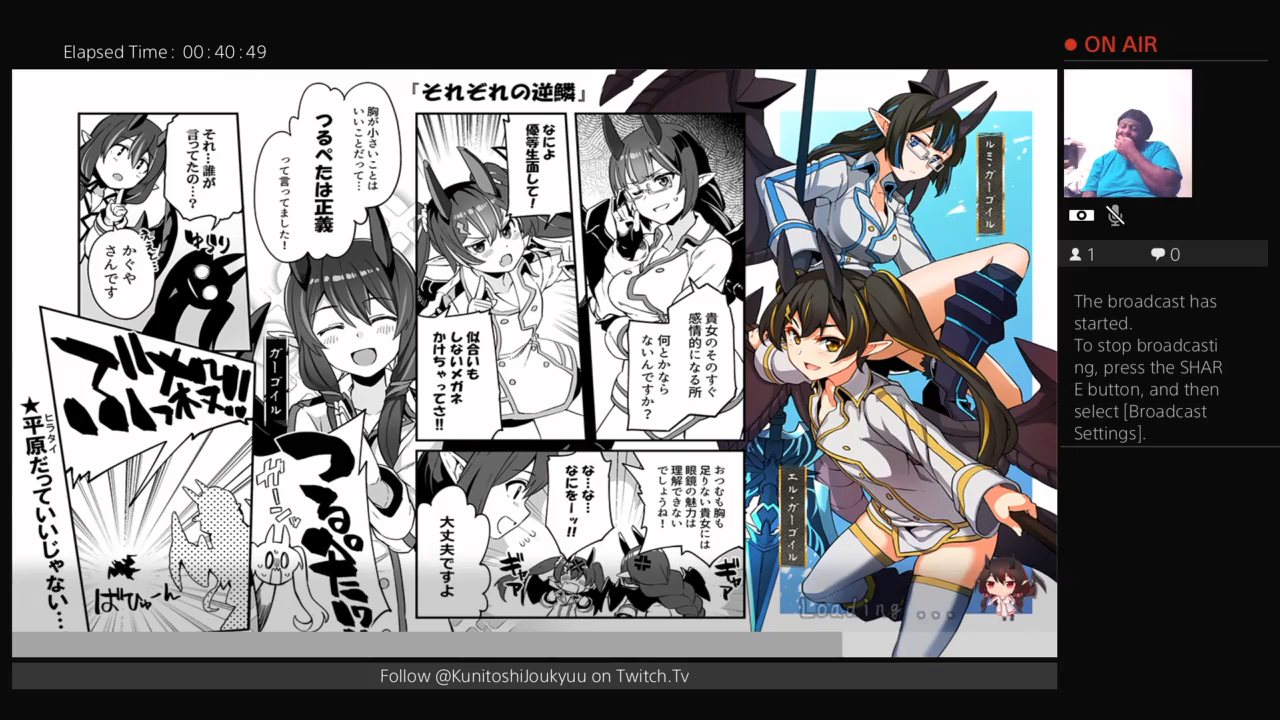 Elapsed Time: 00:40:49
ON AIR
『それぞれの逆鱗』
貴女のそのすぐ
感情的になる所
何とかなら
ないんですか?
なによ
優等生面して!
似合いも
しないメガネ
かけちゃってさ!!
おつむも胸も
足りない貴女には
眼鏡の魅力は
理解できない
でしょうね!
な…な…
なにをーッ!!
ギャア
ギャア
大丈夫ですよ
胸が小さいことは
いいことだって…
つるぺたは正義
って言ってました!
ガーゴイル
つるぺたはァ
ガーンッ
それ…誰が
言ってたの…?
ゆらり
ええと…
かぐや
さんです
ばひゅーん
★平原だっていいじゃない…
ヒラタイ
ルミ・ガーゴイル
エル・ガーゴイル
Loading ...
1
0
The broadcast has
started.
To stop broadcasti
ng, press the SHAR
E button, and then
select [Broadcast
Settings].
Follow @KunitoshiJoukyuu on Twitch.Tv